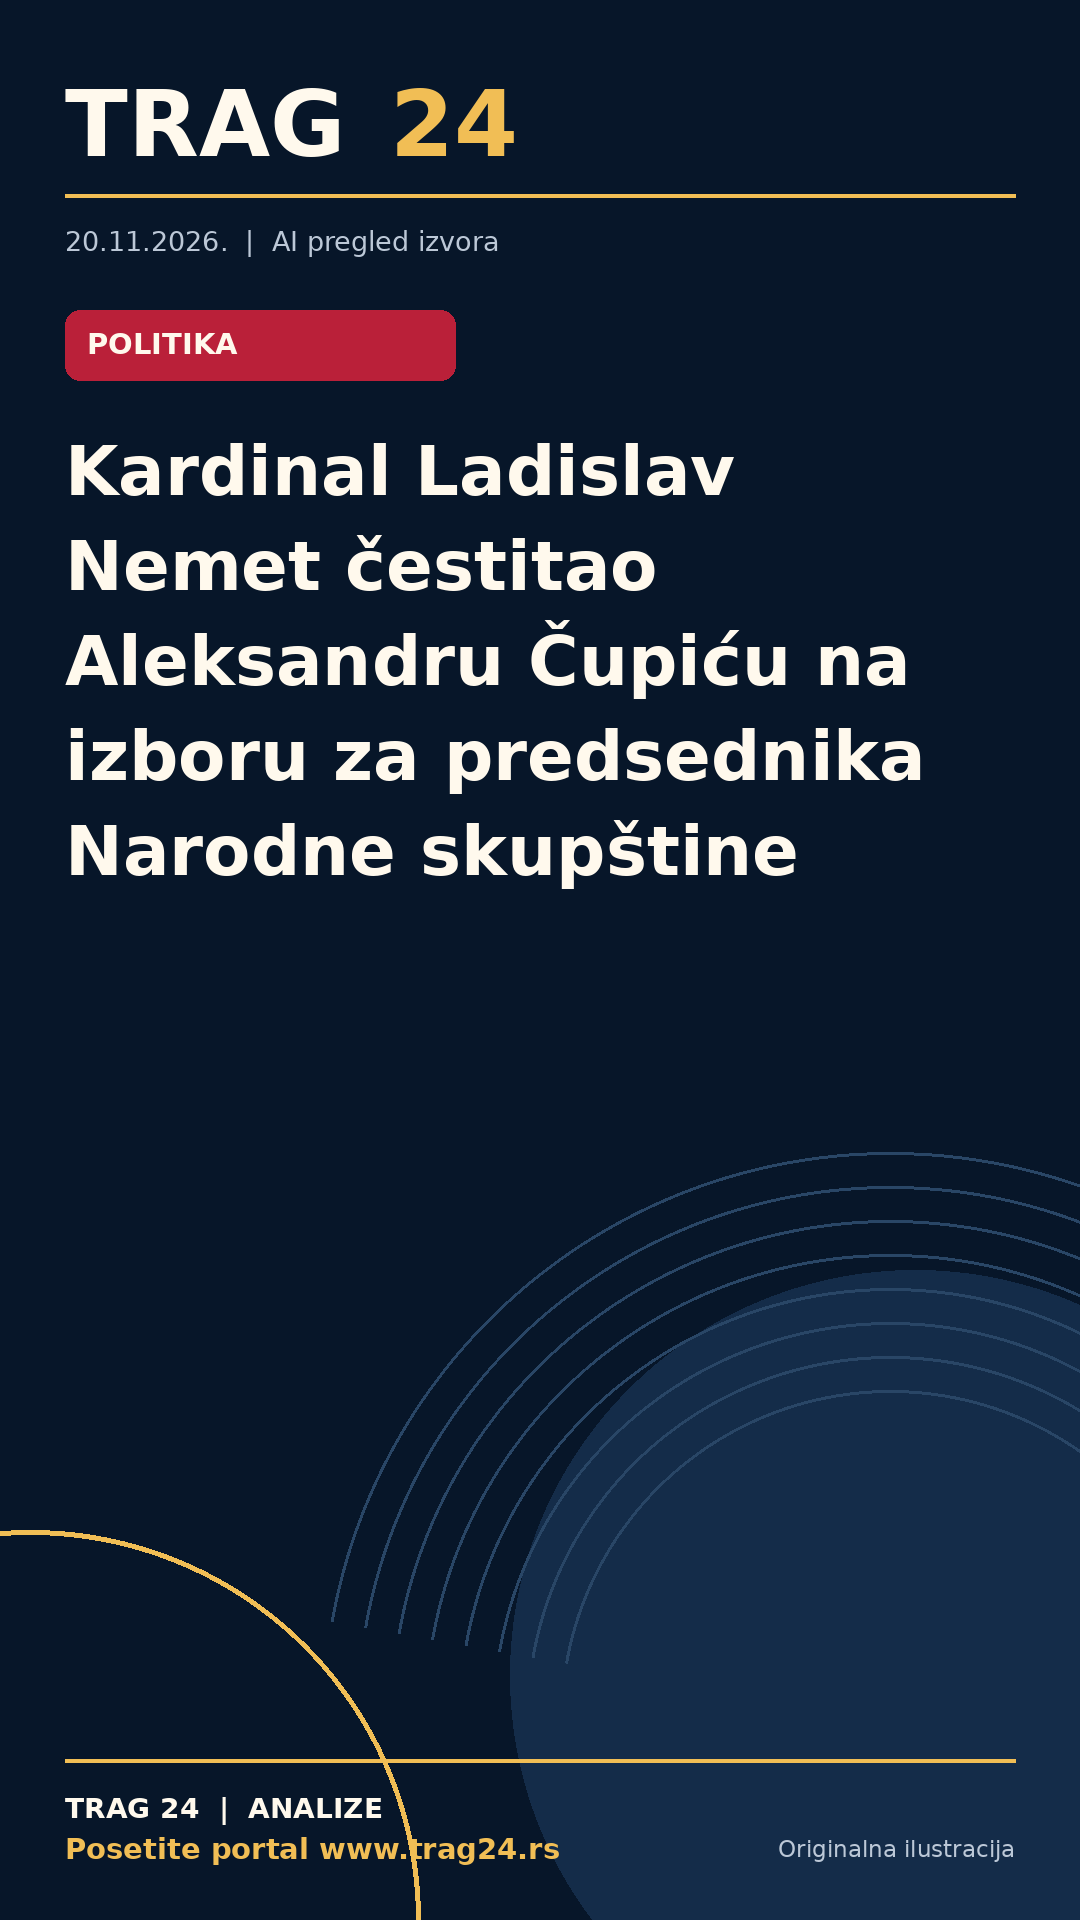 TRAG 24
20.11.2026. | AI pregled izvora
POLITIKA
Kardinal Ladislav
Nemet čestitao
Aleksandru Čupiću na
izboru za predsednika
Narodne skupštine
TRAG 24 | ANALIZE
Posetite portal www.trag24.rs
Originalna ilustracija